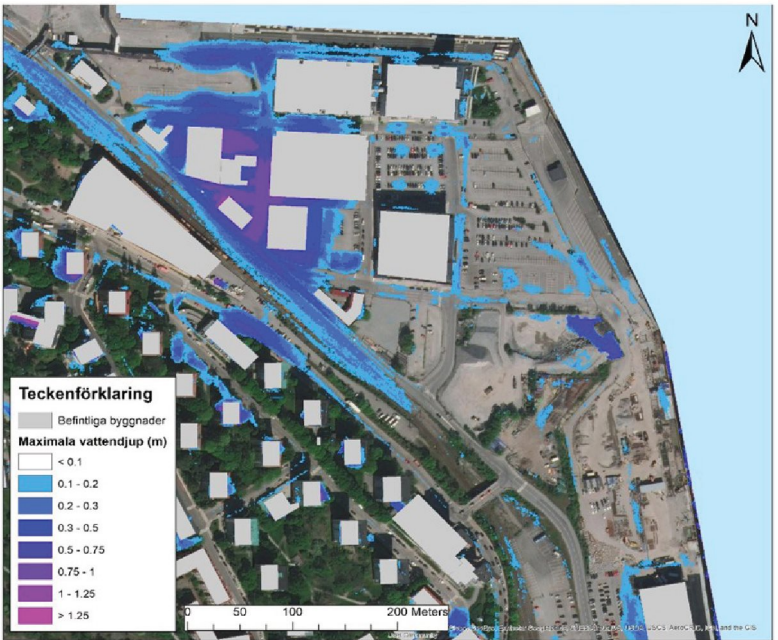 N
Teckenförklaring
Befintliga byggnader
Maximala vattendjup (m)
< 0.1
0.1 - 0.2
0.2 - 0.3
0.3 - 0.5
0.5 - 0.75
0.75 - 1
1 - 1.25
> 1.25
0 50 100 200 Meters